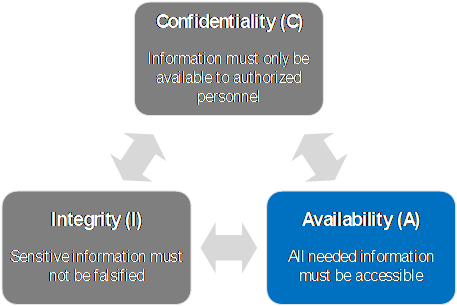 Confidentiality (C)
Information must only be
available to authorized
personnel
Integrity (I)
Sensitive information must
not be falsified
Availability (A)
All needed information
must be accessible